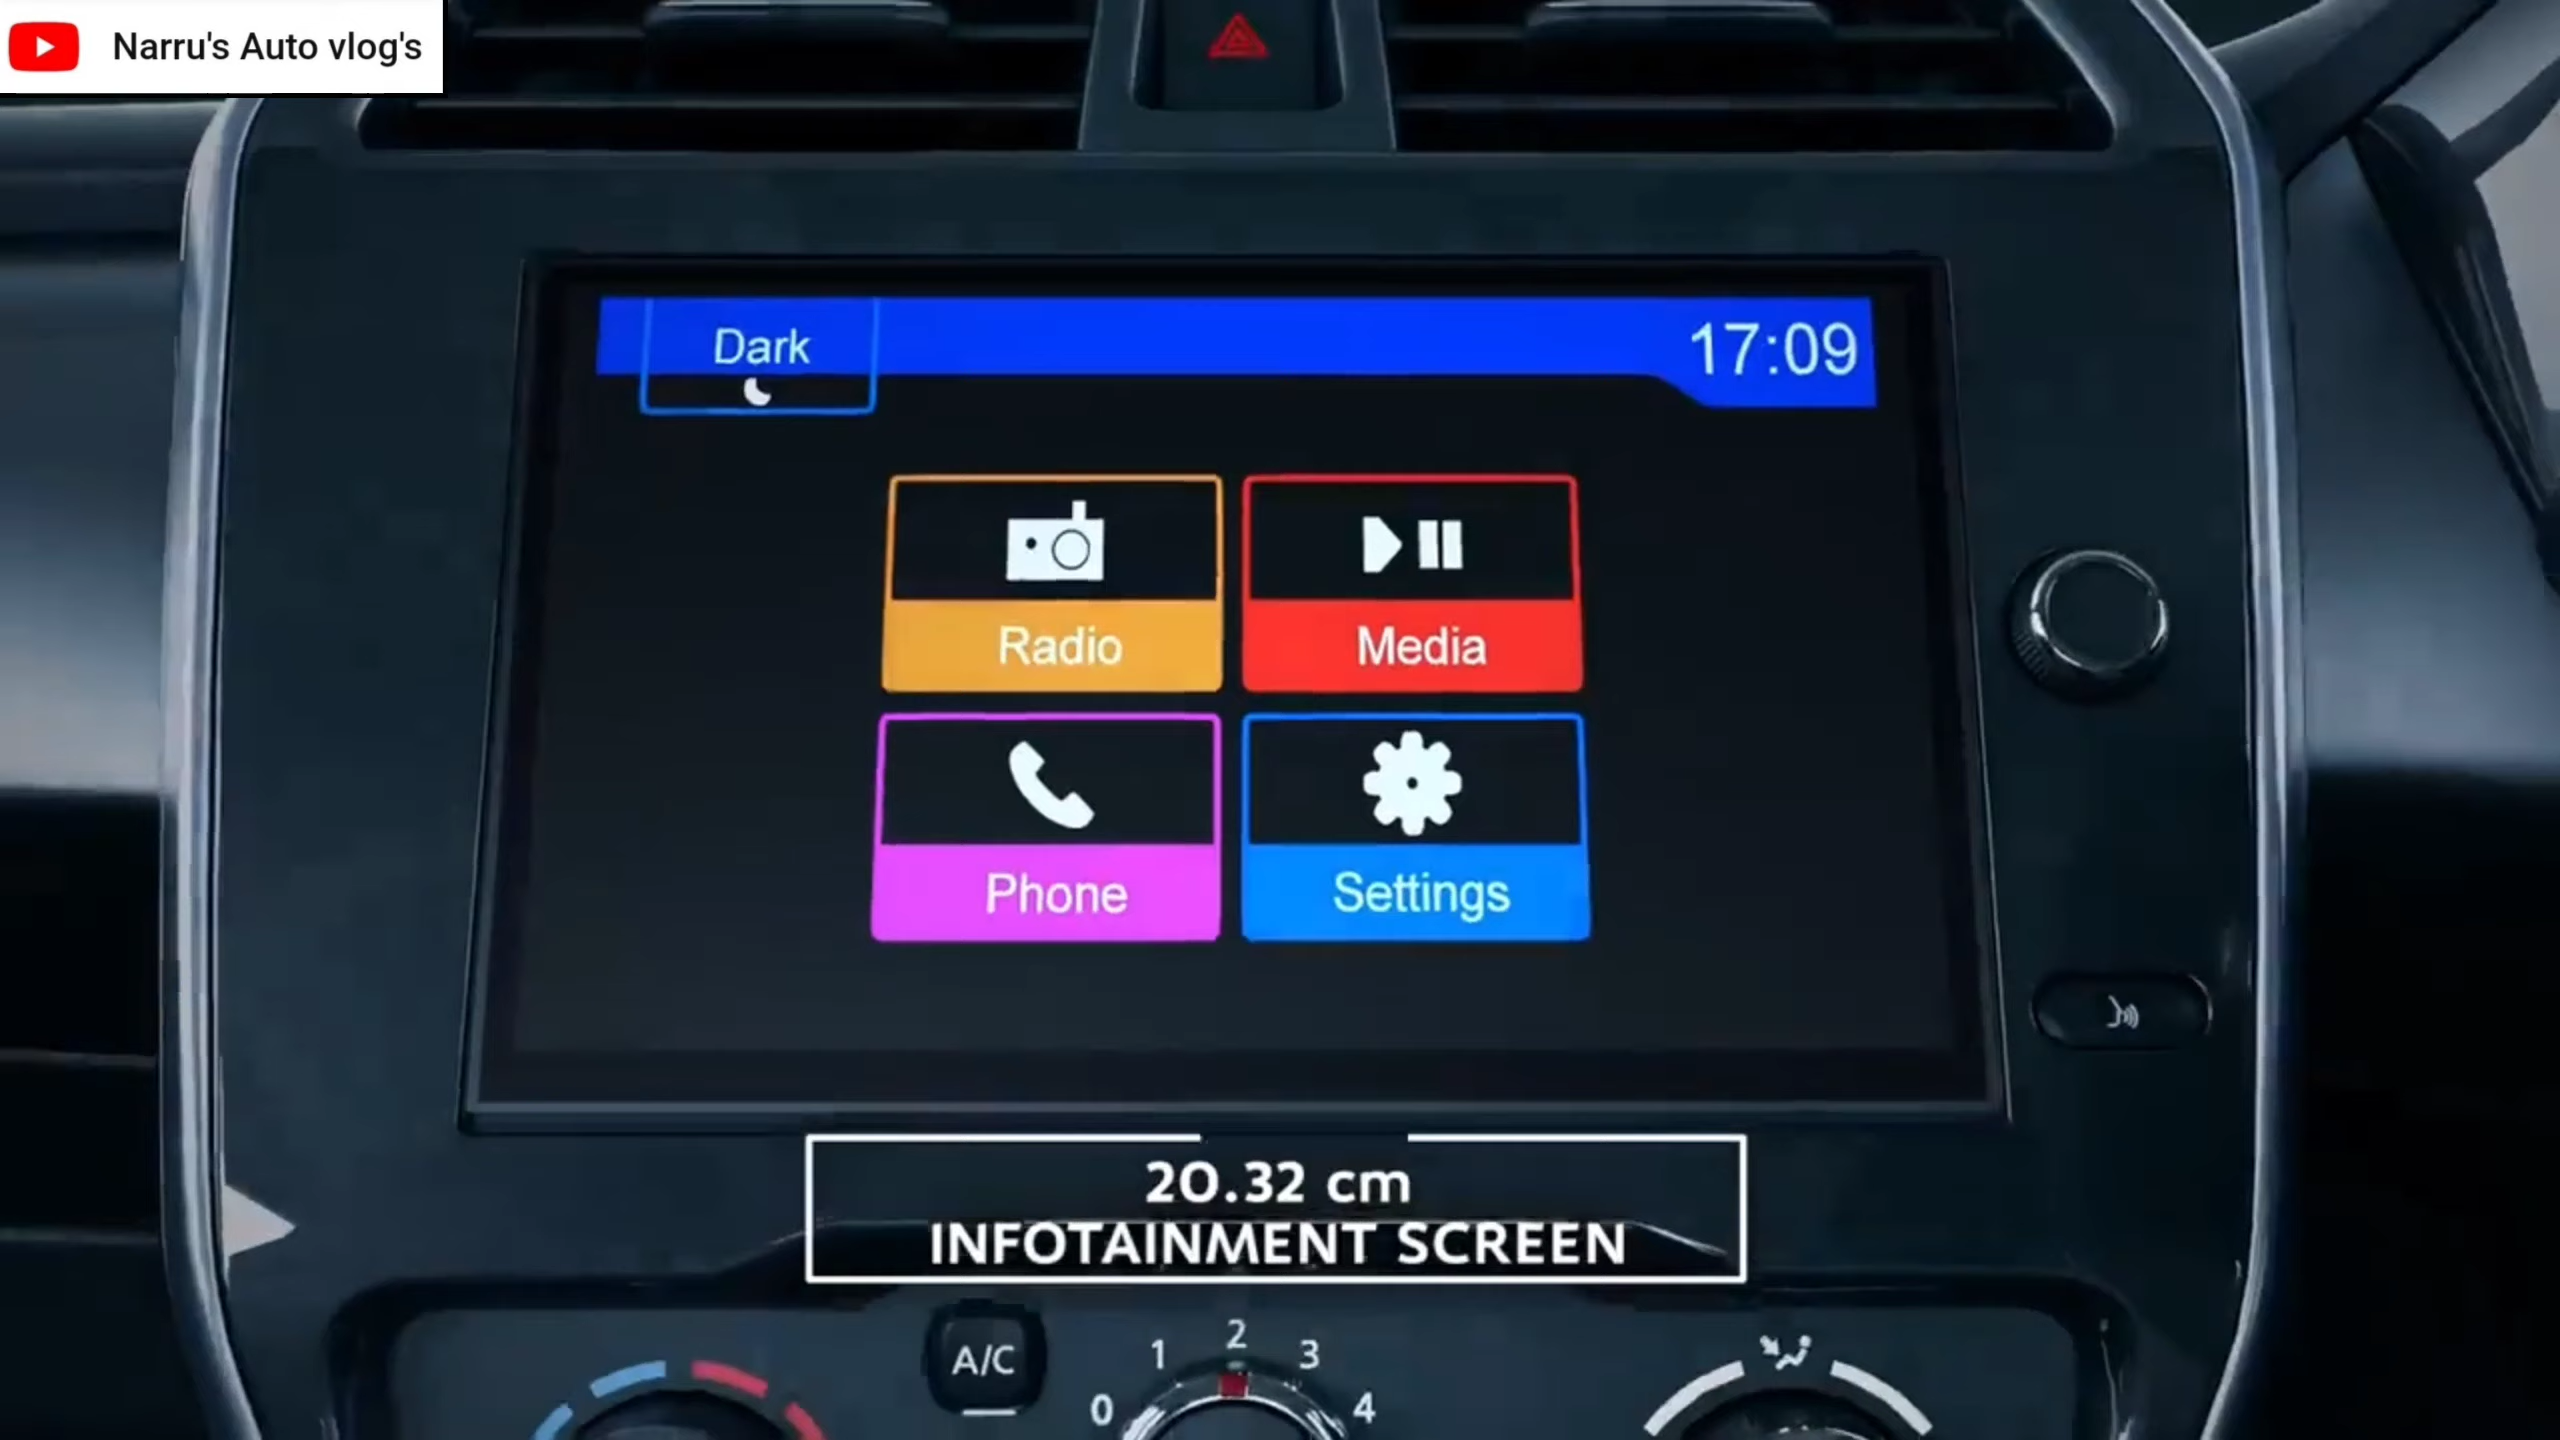 Narru's Auto vlog's
Dark
17:09
Radio
Media
Phone
Settings
20.32 cm
INFOTAINMENT SCREEN
A/C
0 1 2 3 4